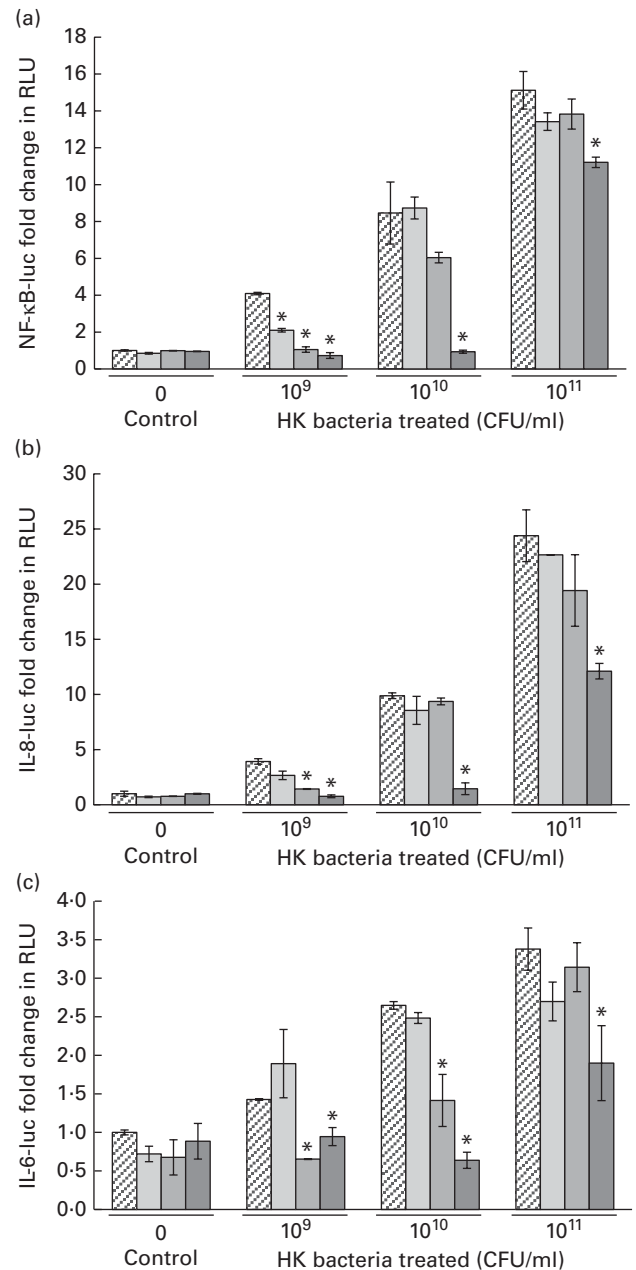 (a)
NF-κB-luc fold change in RLU
18
16
14
12
10
8
6
4
2
0
* * *
*
*
0 10⁹ 10¹⁰ 10¹¹
Control HK bacteria treated (CFU/ml)
(b)
IL-8-luc fold change in RLU
30
25
20
15
10
5
0
* *
*
*
0 10⁹ 10¹⁰ 10¹¹
Control HK bacteria treated (CFU/ml)
(c)
IL-6-luc fold change in RLU
4·0
3·5
3·0
2·5
2·0
1·5
1·0
0·5
0·0
* *
* *
*
0 10⁹ 10¹⁰ 10¹¹
Control HK bacteria treated (CFU/ml)